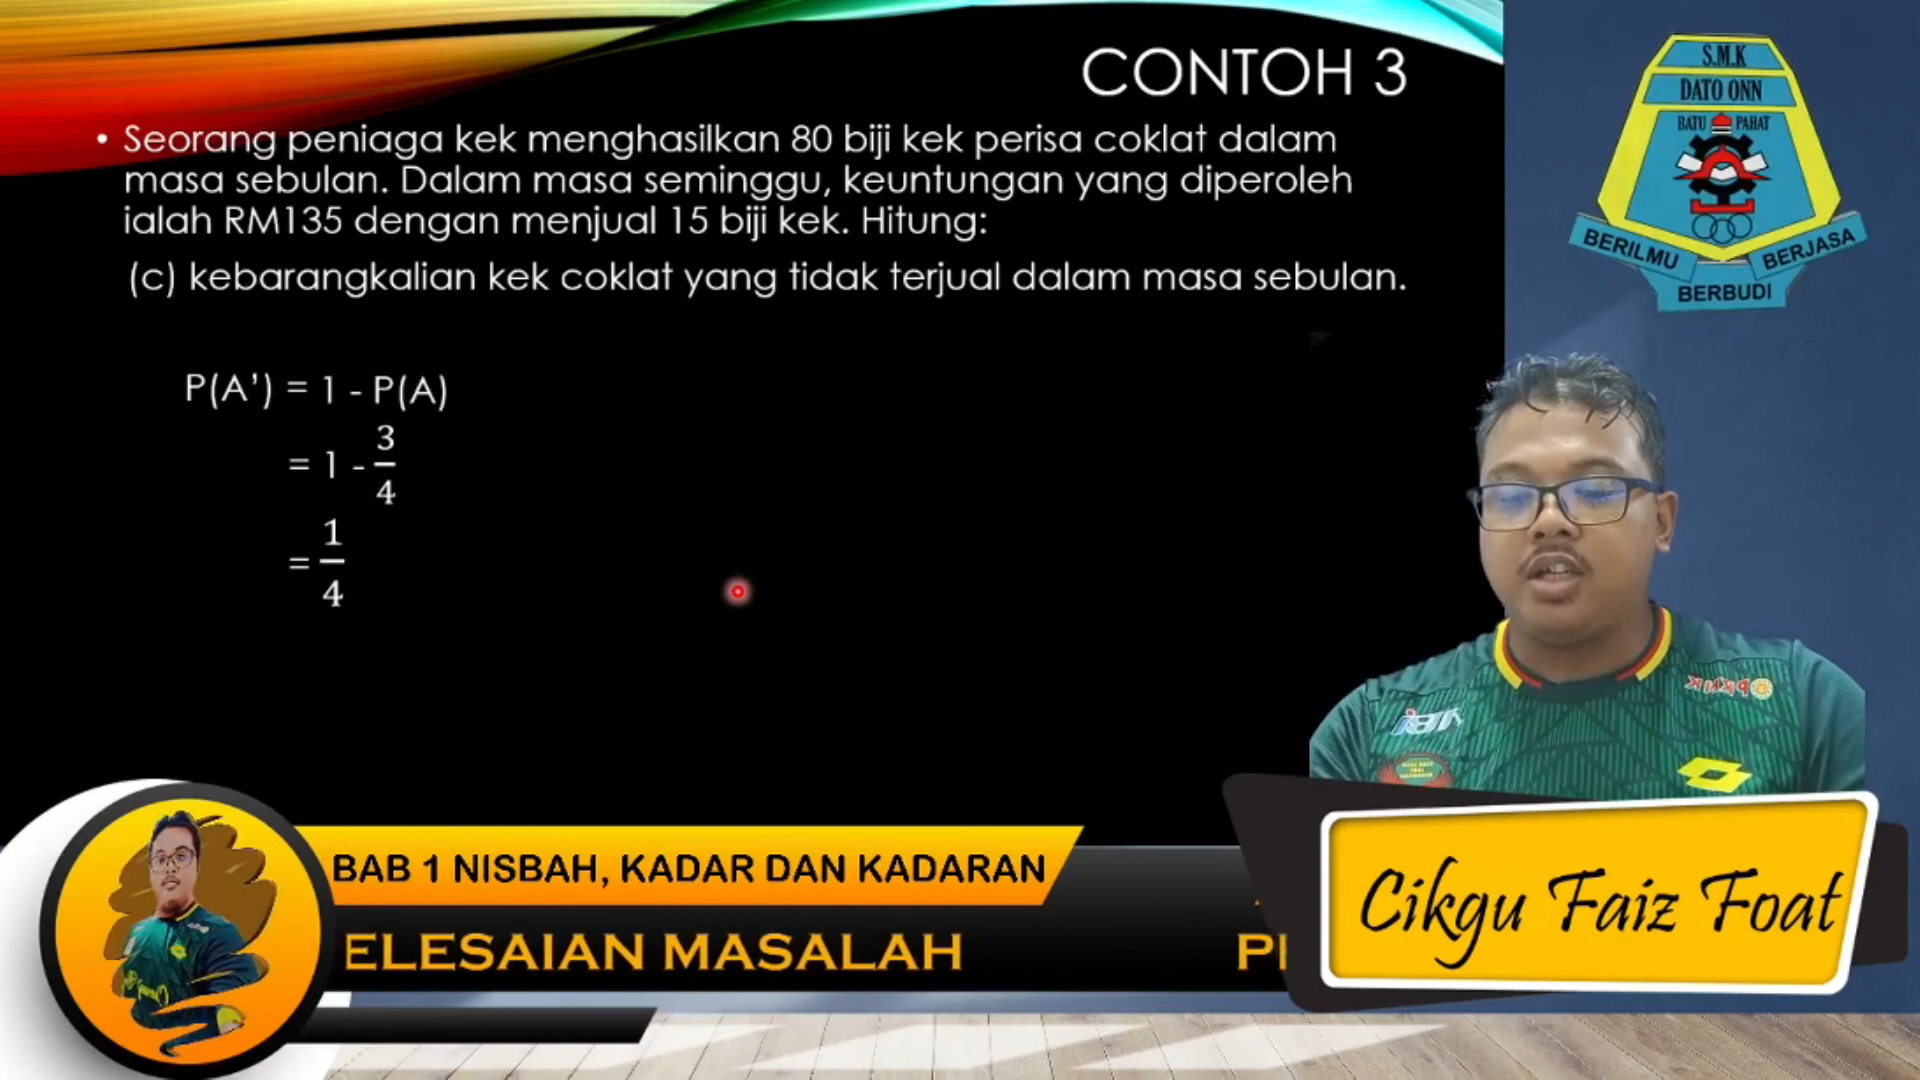 CONTOH 3
• Seorang peniaga kek menghasilkan 80 biji kek perisa coklat dalam
masa sebulan. Dalam masa seminggu, keuntungan yang diperoleh
ialah RM135 dengan menjual 15 biji kek. Hitung:
(c) kebarangkalian kek coklat yang tidak terjual dalam masa sebulan.
P(A') = 1 - P(A)
= 1 - 3/4
= 1/4
S.M.K
DATO ONN
BATU PAHAT
BERILMU
BERJASA
BERBUDI
BAB 1 NISBAH, KADAR DAN KADARAN
ELESAIAN MASALAH
PE
Cikgu Faiz Foat